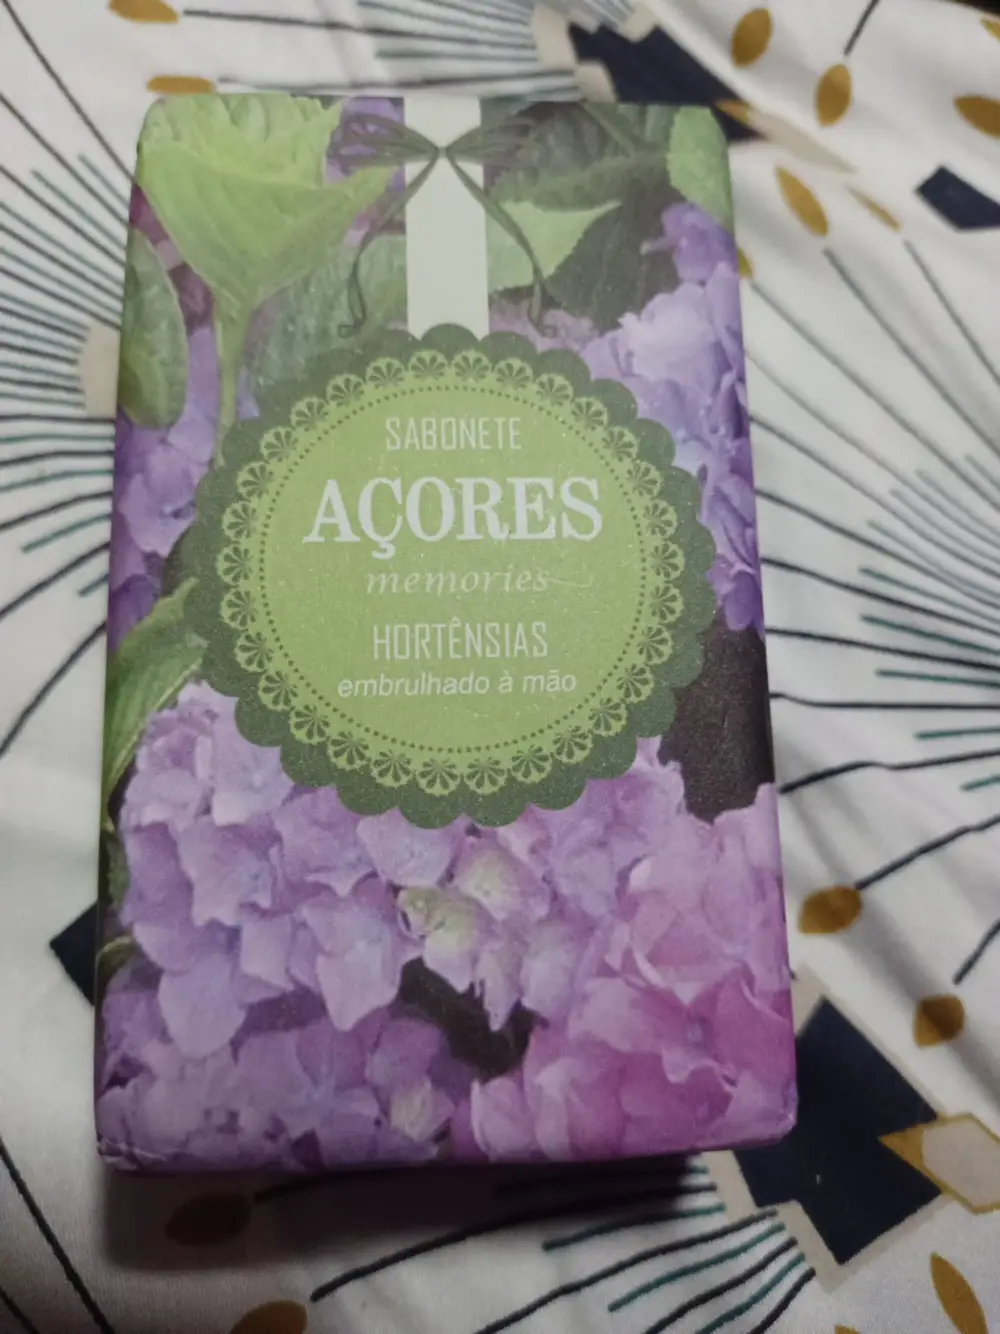 SABONETE
AÇORES
memories
HORTÊNSIAS
embrulhado à mão